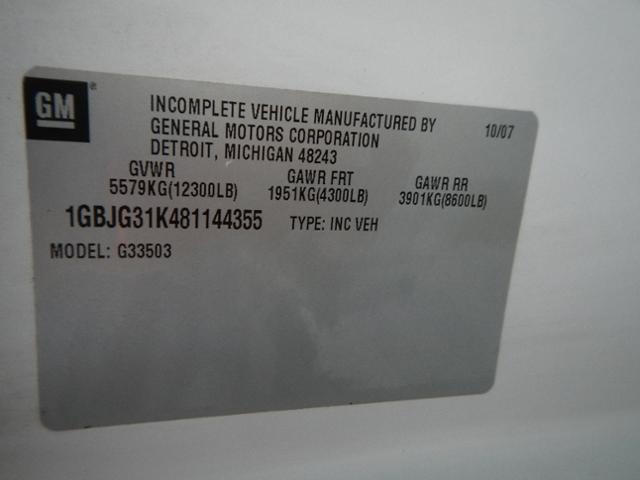 GM®
INCOMPLETE VEHICLE MANUFACTURED BY
GENERAL MOTORS CORPORATION
DETROIT, MICHIGAN 48243
10/07
GVWR GAWR FRT GAWR RR
5579KG(12300LB) 1951KG(4300LB) 3901KG(8600LB)
1GBJG31K481144355 TYPE: INC VEH
MODEL: G33503